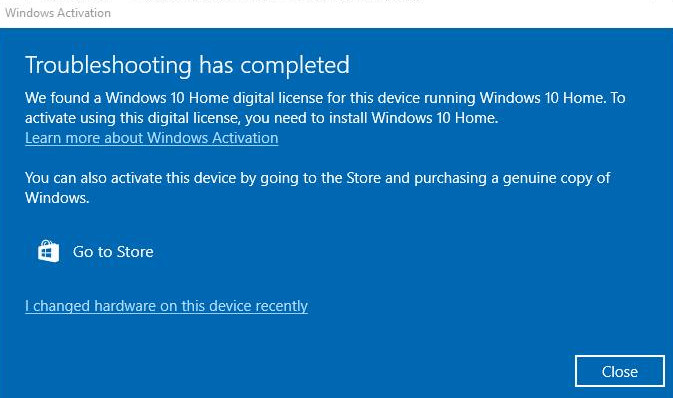 Windows Activation
Troubleshooting has completed
We found a Windows 10 Home digital license for this device running Windows 10 Home. To
activate using this digital license, you need to install Windows 10 Home.
Learn more about Windows Activation
You can also activate this device by going to the Store and purchasing a genuine copy of
Windows.
Go to Store
I changed hardware on this device recently
Close